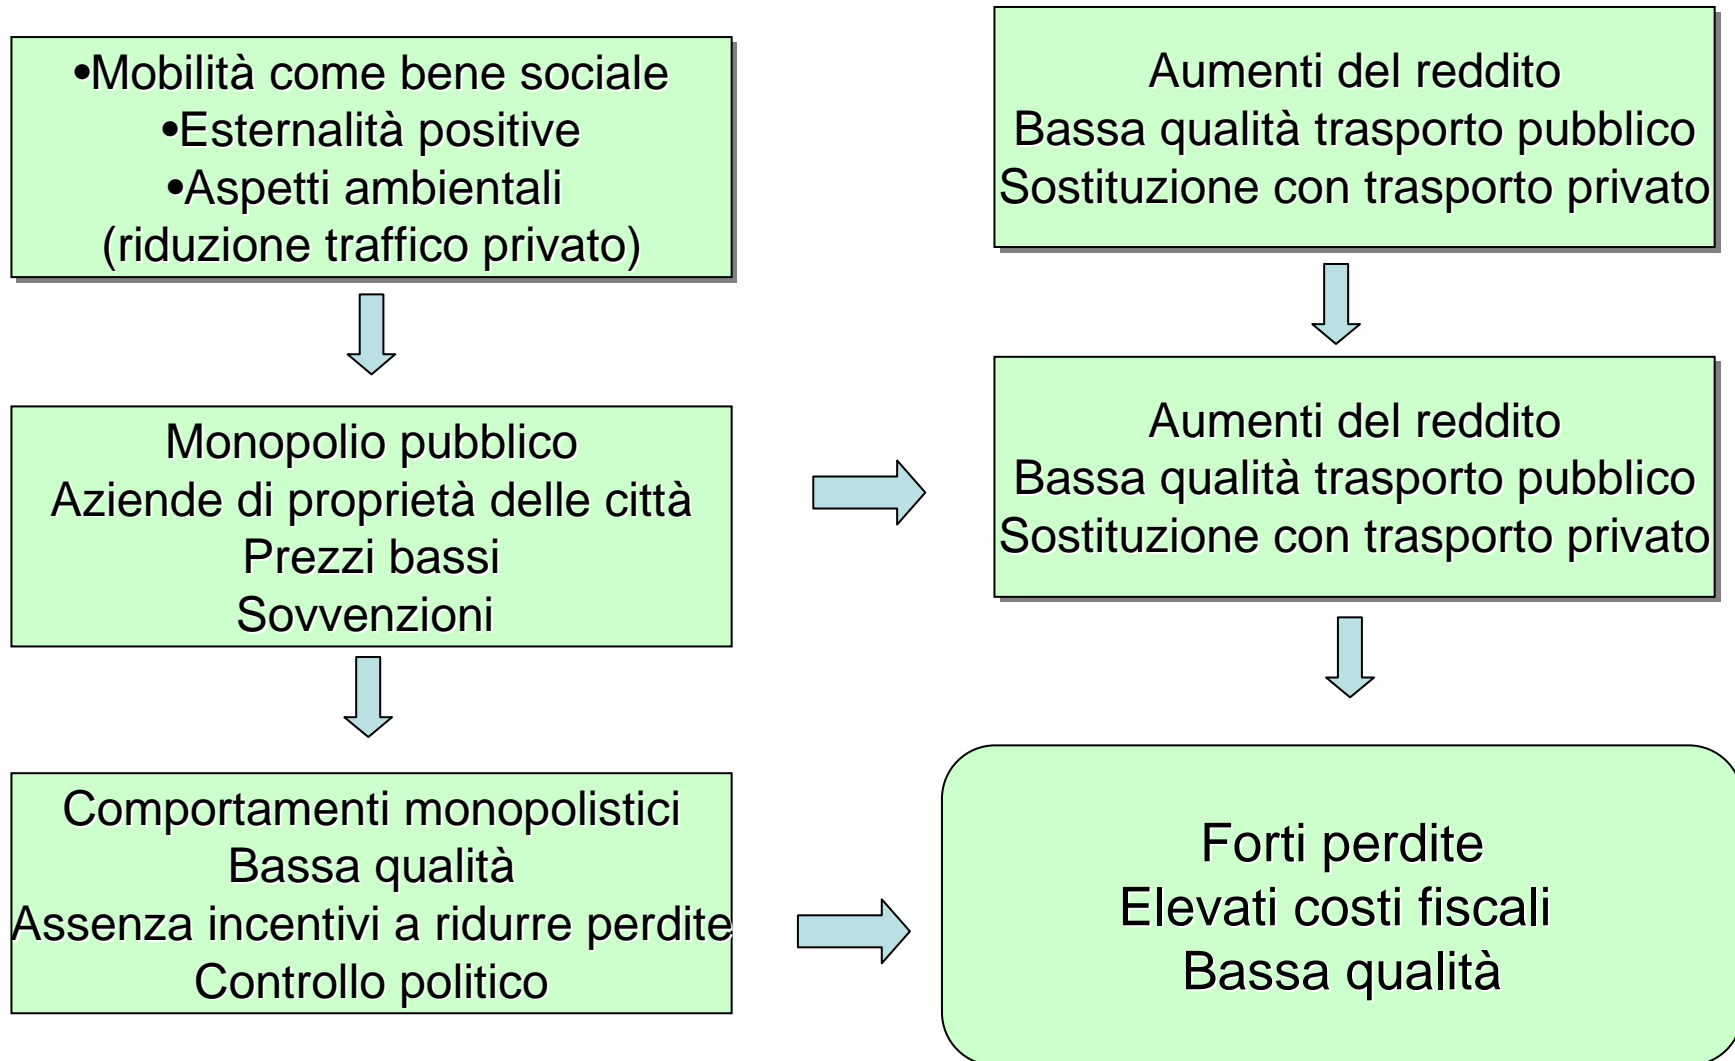 •Mobilità come bene sociale
•Esternalità positive
•Aspetti ambientali
(riduzione traffico privato)
Aumenti del reddito
Bassa qualità trasporto pubblico
Sostituzione con trasporto privato
Monopolio pubblico
Aziende di proprietà delle città
Prezzi bassi
Sovvenzioni
Aumenti del reddito
Bassa qualità trasporto pubblico
Sostituzione con trasporto privato
Comportamenti monopolistici
Bassa qualità
Assenza incentivi a ridurre perdite
Controllo politico
Forti perdite
Elevati costi fiscali
Bassa qualità